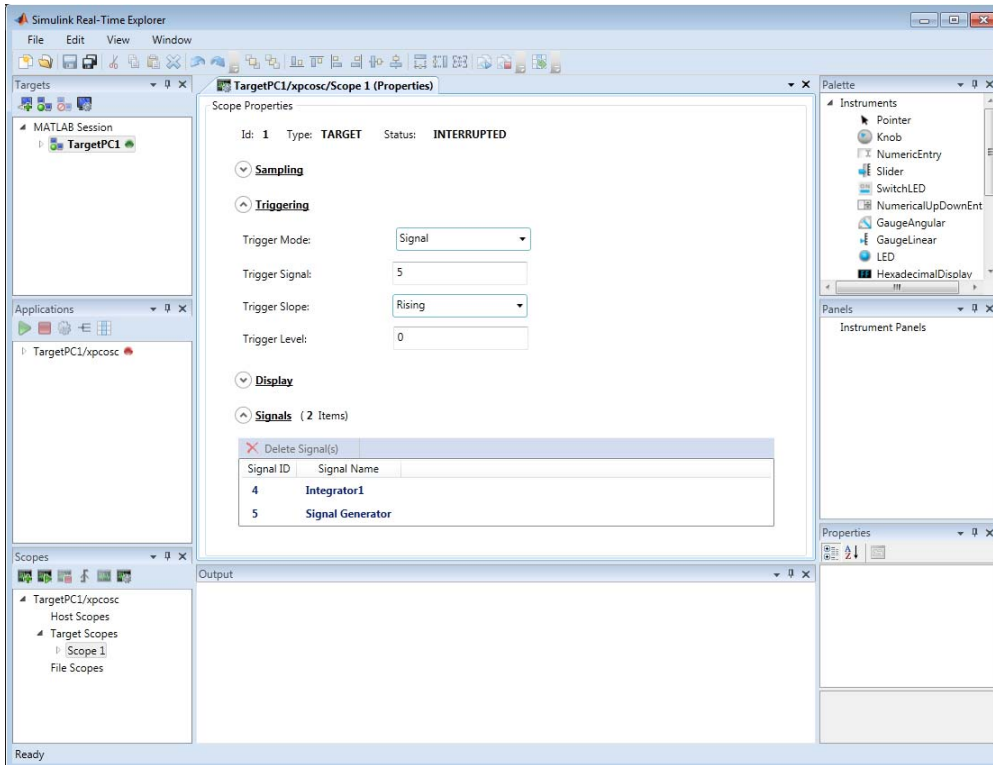 Simulink Real-Time Explorer
File Edit View Window
Targets
MATLAB Session
TargetPC1
Applications
TargetPC1/xpcosc
Scopes
TargetPC1/xpcosc
Host Scopes
Target Scopes
Scope 1
File Scopes
TargetPC1/xpcosc/Scope 1 (Properties)
Scope Properties
Id: 1 Type: TARGET Status: INTERRUPTED
Sampling
Triggering
Trigger Mode: Signal
Trigger Signal: 5
Trigger Slope: Rising
Trigger Level: 0
Display
Signals ( 2 Items)
Delete Signal(s)
Signal ID Signal Name
4 Integrator1
5 Signal Generator
Output
Palette
Instruments
Pointer
Knob
NumericEntry
Slider
SwitchLED
NumericalUpDownEnt
GaugeAngular
GaugeLinear
LED
HexadecimalDisplay
Panels
Instrument Panels
Properties
Ready